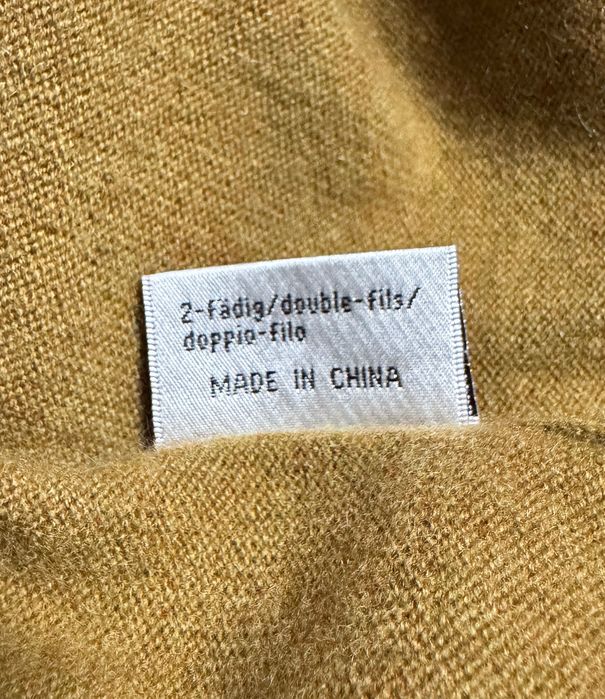 2-fädig/double-fils/
doppio-filo
MADE IN CHINA